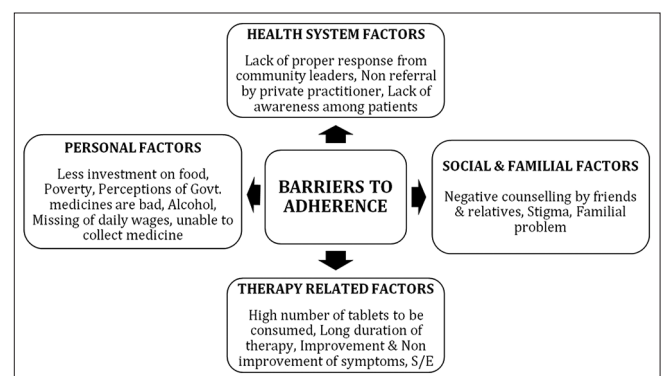 HEALTH SYSTEM FACTORS
Lack of proper response from
community leaders, Non referral
by private practitioner, Lack of
awareness among patients
PERSONAL FACTORS
Less investment on food,
Poverty, Perceptions of Govt.
medicines are bad, Alcohol,
Missing of daily wages, unable to
collect medicine
BARRIERS TO
ADHERENCE
SOCIAL & FAMILIAL FACTORS
Negative counselling by friends
& relatives, Stigma, Familial
problem
THERAPY RELATED FACTORS
High number of tablets to be
consumed, Long duration of
therapy, Improvement & Non
improvement of symptoms, S/E